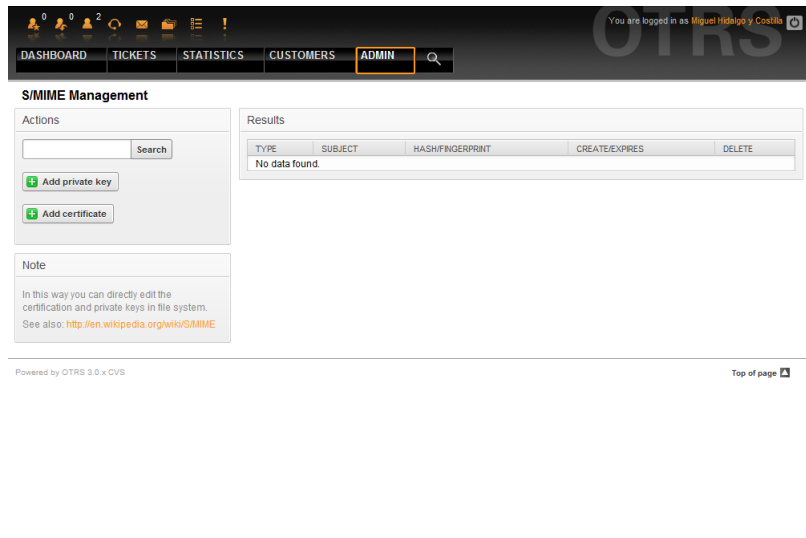 0 0 2
You are logged in as Miguel Hidalgo y Costilla
OTRS
DASHBOARD TICKETS STATISTICS CUSTOMERS ADMIN
S/MIME Management
Actions
Search
Add private key
Add certificate
Note
In this way you can directly edit the
certification and private keys in file system.
See also: http://en.wikipedia.org/wiki/S/MIME
Results
TYPE SUBJECT HASH/FINGERPRINT CREATE/EXPIRES DELETE
No data found.
Powered by OTRS 3.0.x CVS
Top of page